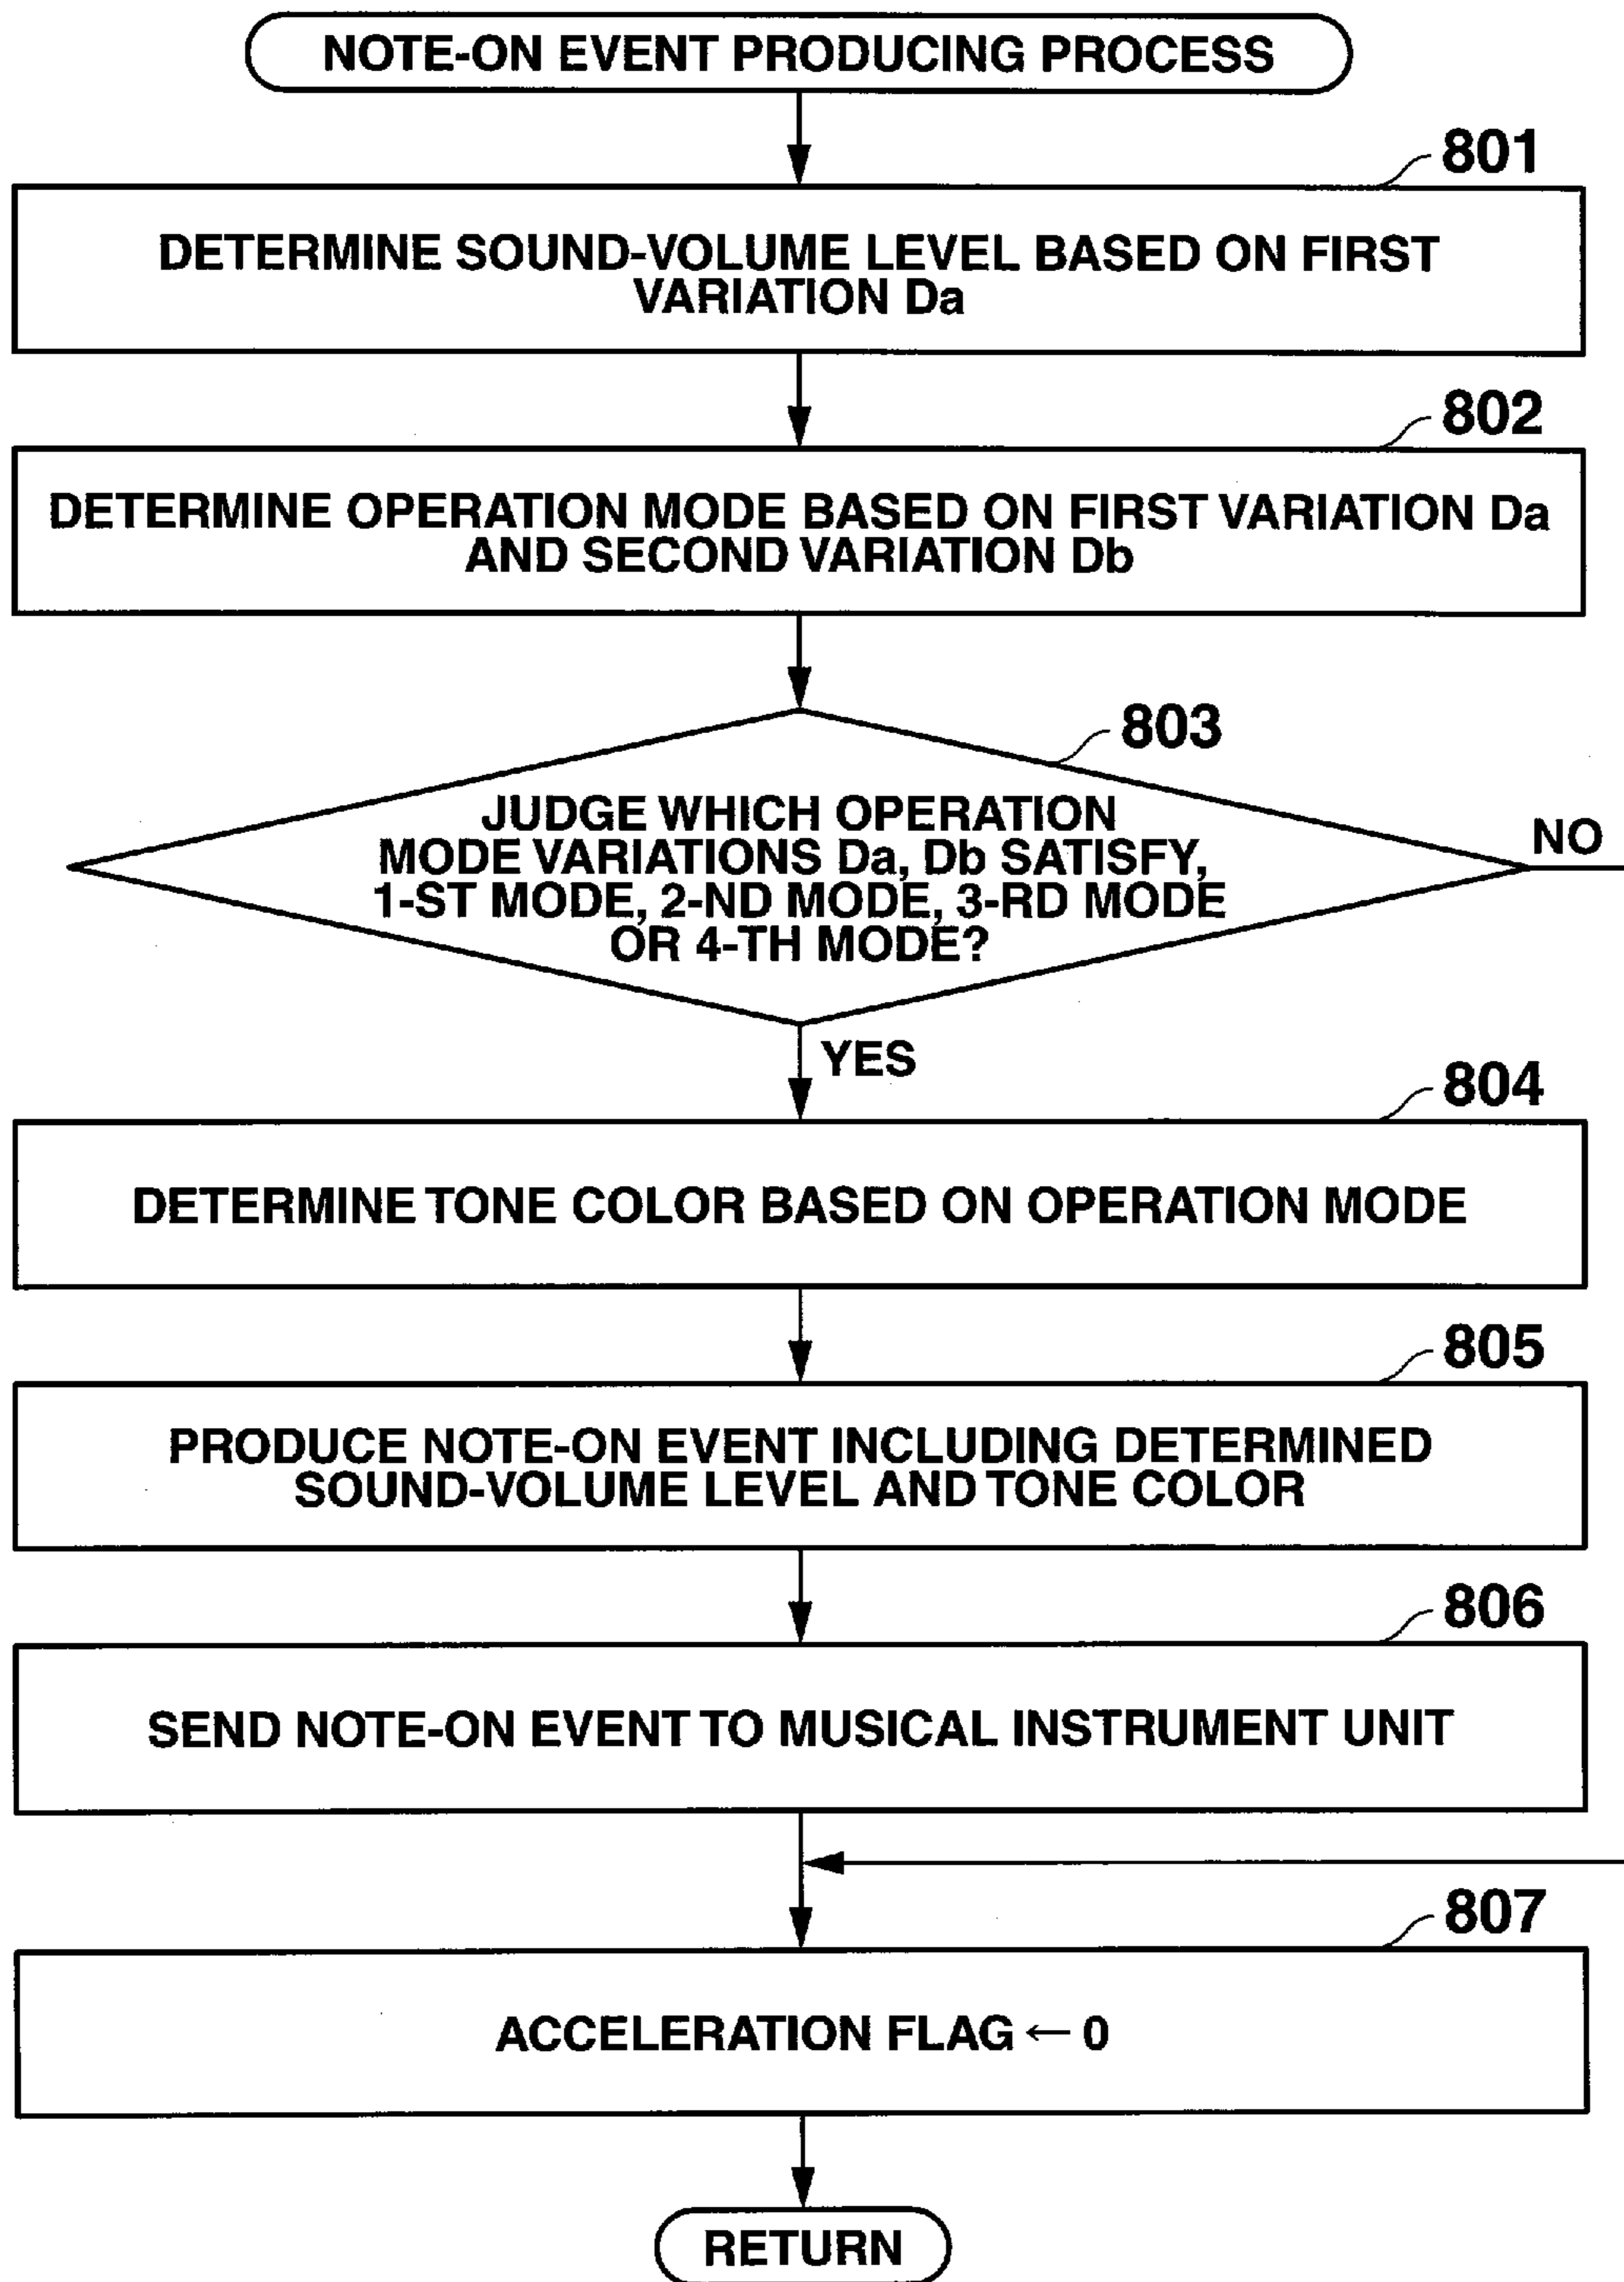 NOTE-ON EVENT PRODUCING PROCESS
801
DETERMINE SOUND-VOLUME LEVEL BASED ON FIRST
VARIATION Da
802
DETERMINE OPERATION MODE BASED ON FIRST VARIATION Da
AND SECOND VARIATION Db
803
JUDGE WHICH OPERATION
MODE VARIATIONS Da, Db SATISFY,
1-ST MODE, 2-ND MODE, 3-RD MODE
OR 4-TH MODE?
NO
YES
804
DETERMINE TONE COLOR BASED ON OPERATION MODE
805
PRODUCE NOTE-ON EVENT INCLUDING DETERMINED
SOUND-VOLUME LEVEL AND TONE COLOR
806
SEND NOTE-ON EVENT TO MUSICAL INSTRUMENT UNIT
807
ACCELERATION FLAG ← 0
RETURN